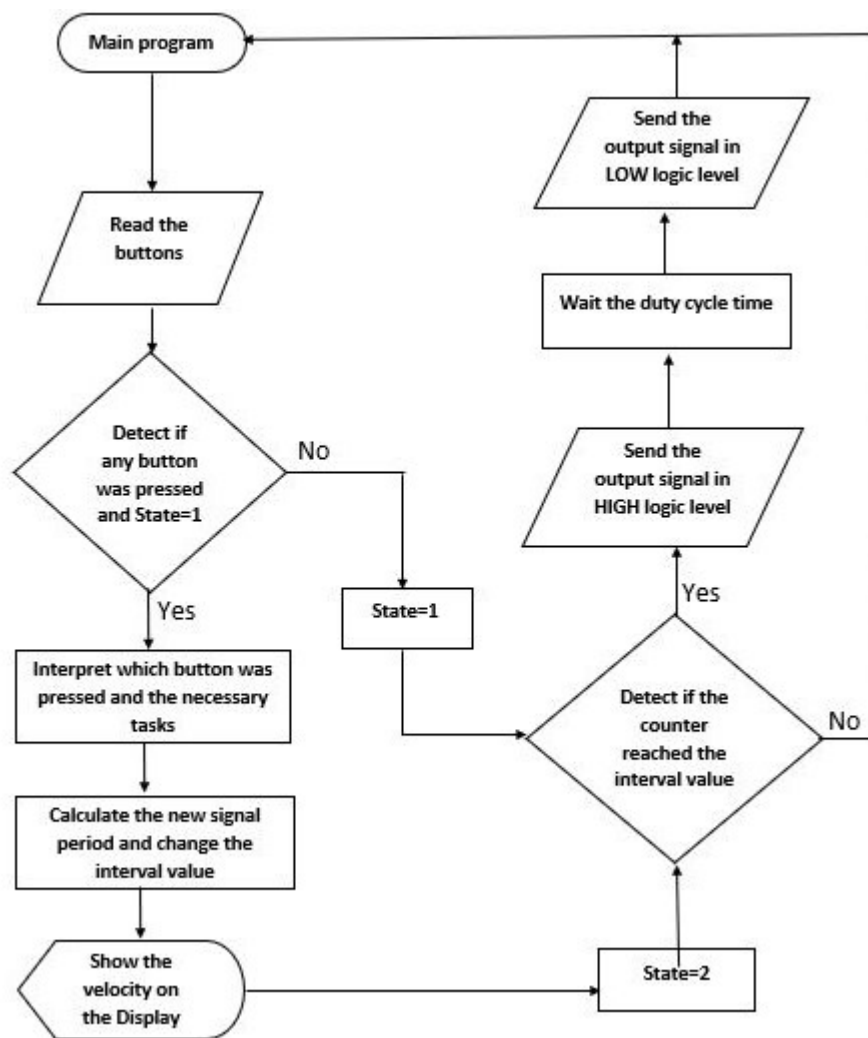 Main program
Read the
buttons
Detect if
any button
was pressed
and State=1
No
Yes
State=1
Interpret which button was
pressed and the necessary
tasks
Calculate the new signal
period and change the
interval value
Show the
velocity on
the Display
State=2
Detect if the
counter
reached the
interval value
No
Yes
Send the
output signal in
HIGH logic level
Wait the duty cycle time
Send the
output signal in
LOW logic level